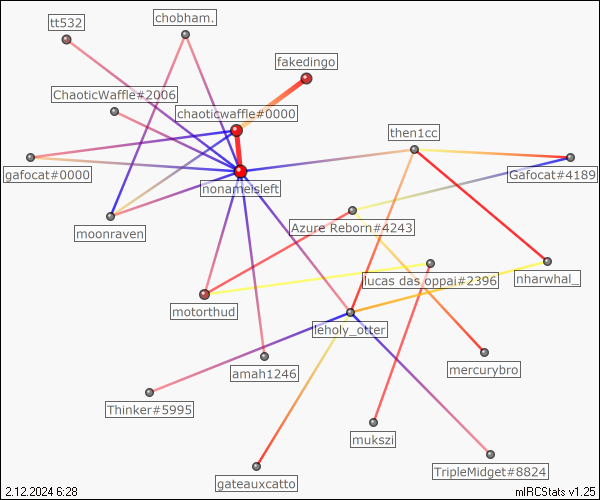 tt532
chobham.
fakedingo
ChaoticWaffle#2006
chaoticwaffle#0000
then1cc
gafocat#0000
nonameisleft
Gafocat#4189
moonraven
Azure Reborn#4243
lucas das oppai#2396
nharwhal_
motorthud
leholy_otter
amah1246
mercurybro
Thinker#5995
mukszi
gateauxcatto
TripleMidget#8824
2.12.2024 6:28
mIRCStats v1.25